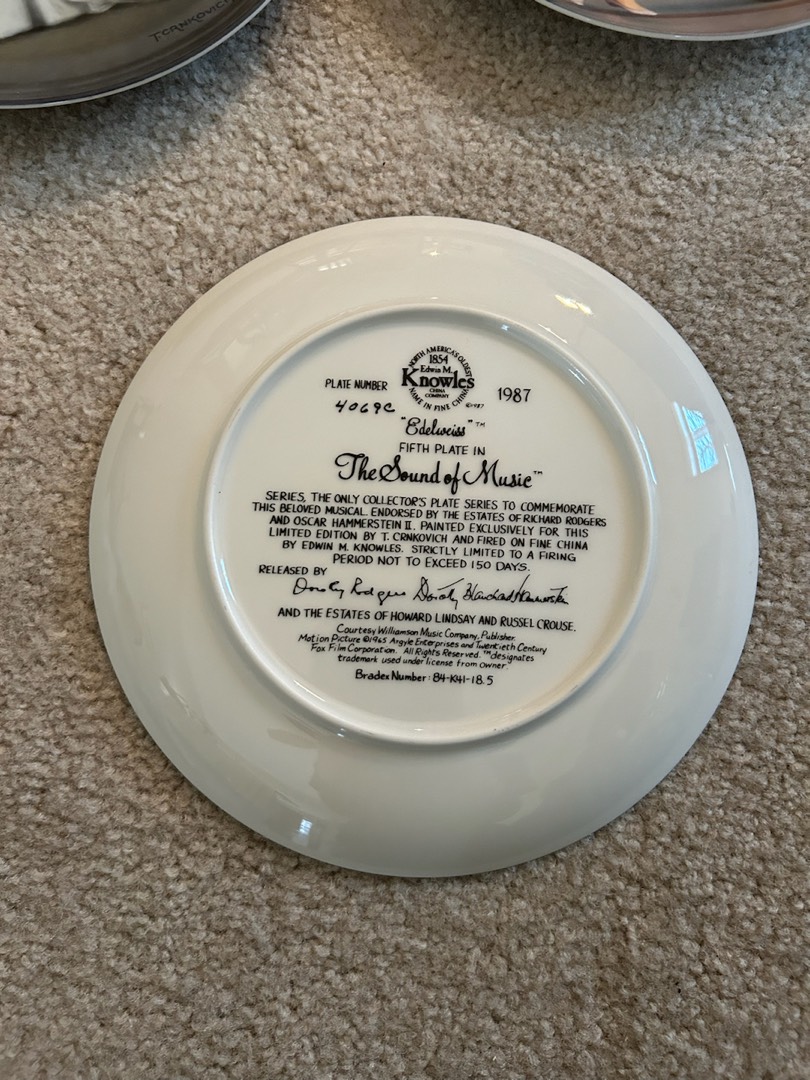 T.CRNKOVICH
NORTH AMERICA'S OLDEST
1854
Edwin M.
Knowles
CHINA
COMPANY
NAME IN FINE CHINA
©1987
PLATE NUMBER
4069C
1987
"Edelweiss"™
FIFTH PLATE IN
The Sound of Music™
SERIES, THE ONLY COLLECTOR'S PLATE SERIES TO COMMEMORATE
THIS BELOVED MUSICAL. ENDORSED BY THE ESTATES OF RICHARD RODGERS
AND OSCAR HAMMERSTEIN II. PAINTED EXCLUSIVELY FOR THIS
LIMITED EDITION BY T. CRNKOVICH AND FIRED ON FINE CHINA
BY EDWIN M. KNOWLES. STRICTLY LIMITED TO A FIRING
PERIOD NOT TO EXCEED 150 DAYS.
RELEASED BY
Dorothy Rodgers Dorothy Blanchard Hammerstein
AND THE ESTATES OF HOWARD LINDSAY AND RUSSEL CROUSE.
Courtesy Williamson Music Company, Publisher.
Motion Picture ©1965 Argyle Enterprises and Twentieth Century
Fox Film Corporation. All Rights Reserved. ™designates
trademark used under license from owner.
Bradex Number: 84-K41-18.5